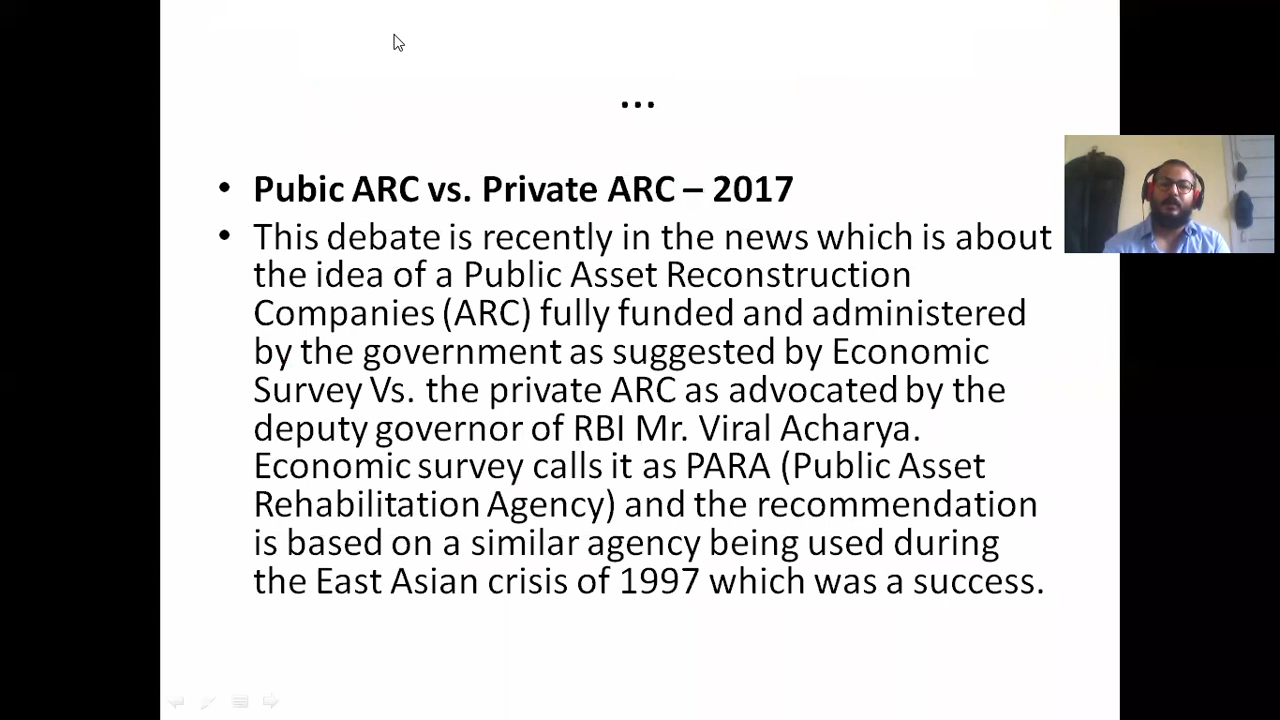 ...
• Pubic ARC vs. Private ARC – 2017
• This debate is recently in the news which is about
the idea of a Public Asset Reconstruction
Companies (ARC) fully funded and administered
by the government as suggested by Economic
Survey Vs. the private ARC as advocated by the
deputy governor of RBI Mr. Viral Acharya.
Economic survey calls it as PARA (Public Asset
Rehabilitation Agency) and the recommendation
is based on a similar agency being used during
the East Asian crisis of 1997 which was a success.